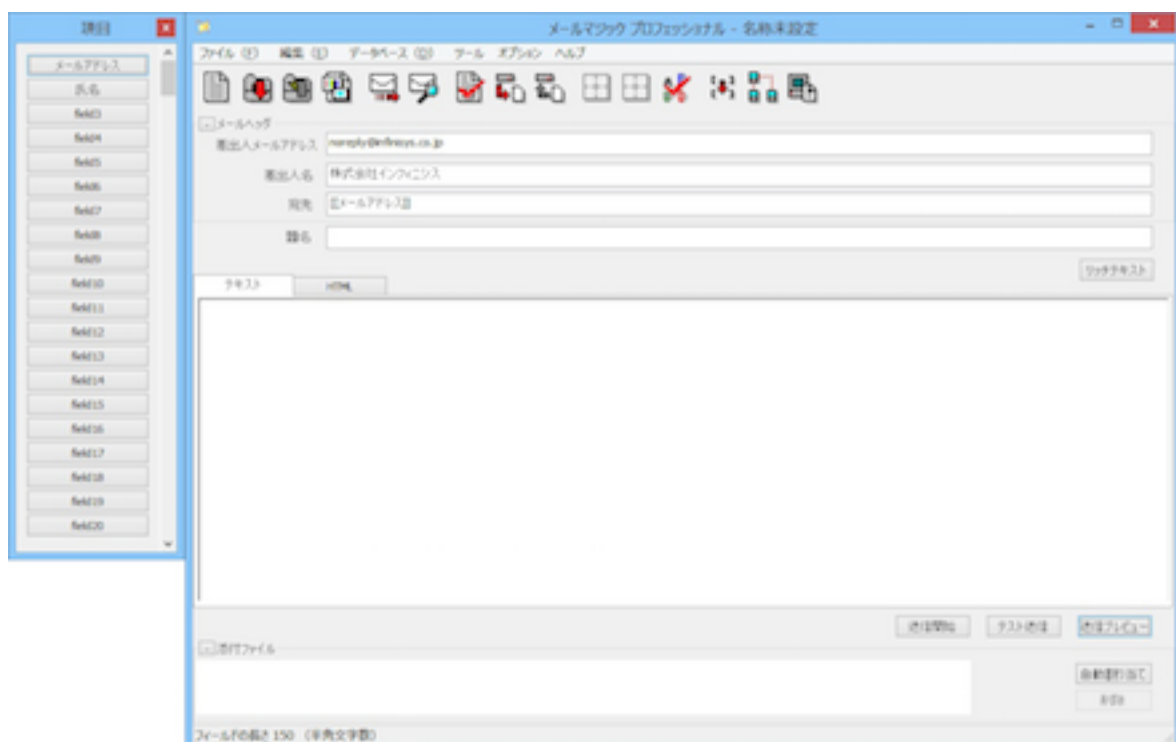 項目
メールアドレス
氏名
field3
field4
field5
field6
field7
field8
field9
field10
field11
field12
field13
field14
field15
field16
field17
field18
field19
field20
メールマジック プロフェッショナル - 名称未設定
ファイル (F) 編集 (E) データベース (D) ツール オプション ヘルプ
メールヘッダ
差出人メールアドレス noreply@infinisys.co.jp
差出人名 株式会社インフィニシス
宛先 [[メールアドレス]]
題名
リッチテキスト
テキスト HTML
送信開始 テスト送信 送信プレビュー
添付ファイル
自動割り当て
削除
フィールドの長さ 150 (半角文字数)